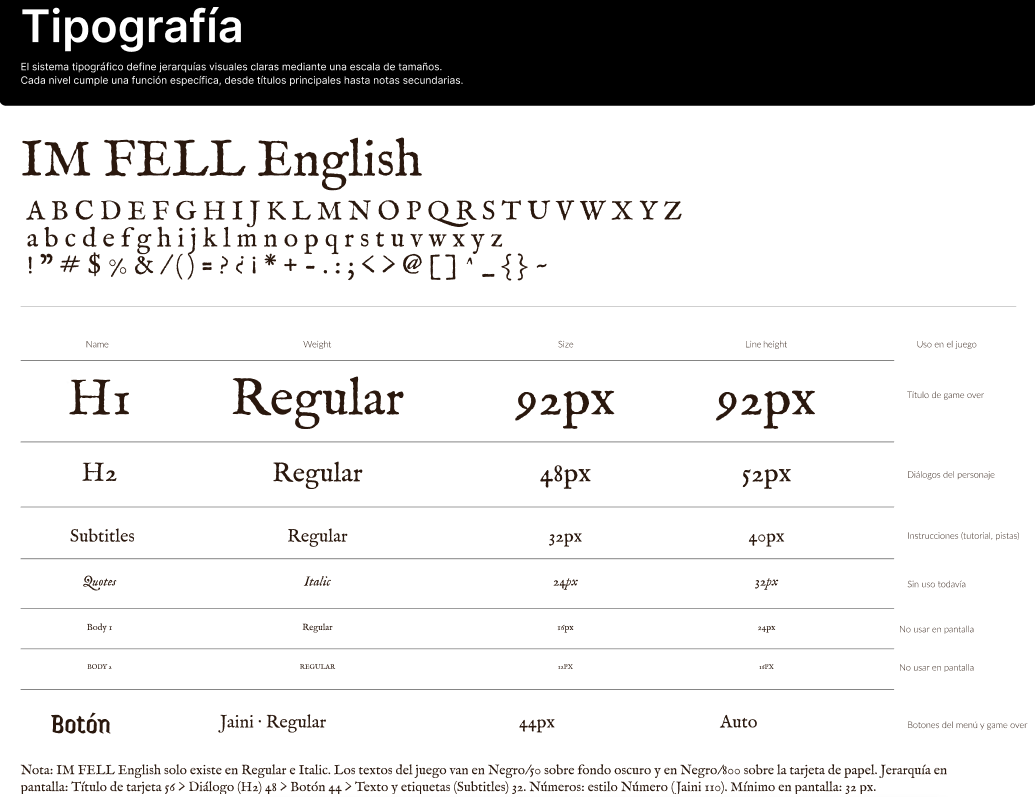 Tipografía
El sistema tipográfico define jerarquías visuales claras mediante una escala de tamaños.
Cada nivel cumple una función específica, desde títulos principales hasta notas secundarias.
IM FELL English
A B C D E F G H I J K L M N O P Q R S T U V W X Y Z
a b c d e f g h i j k l m n o p q r s t u v w x y z
! ” # $ % & / ( ) = ? ¿ ¡ * + - . : ; < > @ [ ] ^ _ { } ~
Name Weight Size Line height Uso en el juego
H1 Regular 92px 92px Título de game over
H2 Regular 48px 52px Diálogos del personaje
Subtitles Regular 32px 40px Instrucciones (tutorial, pistas)
Quotes Italic 24px 32px Sin uso todavía
Body 1 Regular 16px 24px No usar en pantalla
BODY 2 REGULAR 12PX 18PX No usar en pantalla
Botón Jaini · Regular 44px Auto Botones del menú y game over
Nota: IM FELL English solo existe en Regular e Italic. Los textos del juego van en Negro/50 sobre fondo oscuro y en Negro/800 sobre la tarjeta de papel. Jerarquía en
pantalla: Título de tarjeta 56 > Diálogo (H2) 48 > Botón 44 > Texto y etiquetas (Subtitles) 32. Números: estilo Número (Jaini 110). Mínimo en pantalla: 32 px.